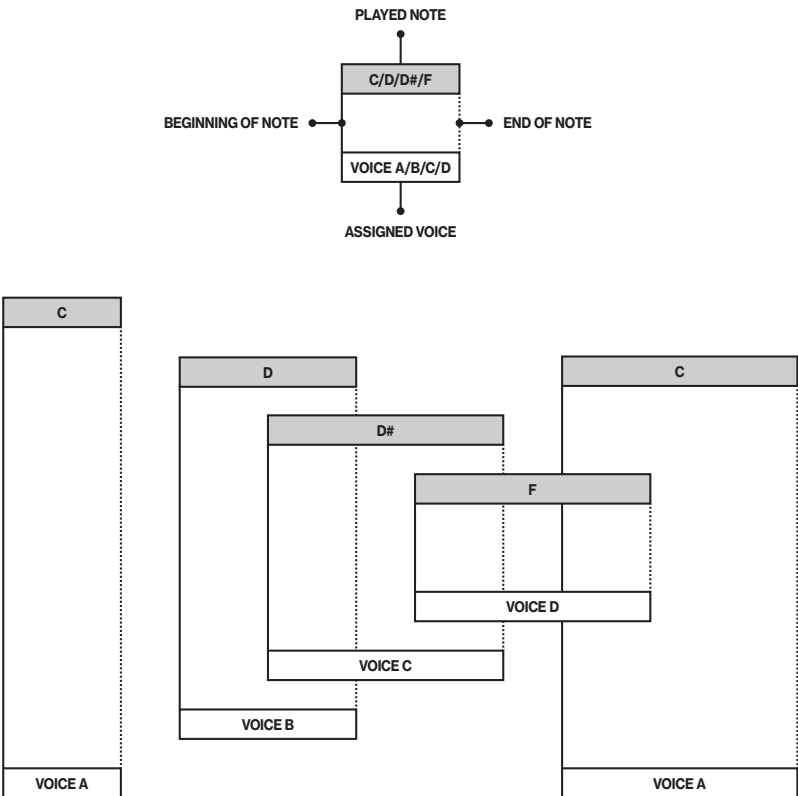 PLAYED NOTE
C/D/D#/F
BEGINNING OF NOTE
END OF NOTE
VOICE A/B/C/D
ASSIGNED VOICE
C
D
C
D#
F
VOICE D
VOICE C
VOICE B
VOICE A
VOICE A